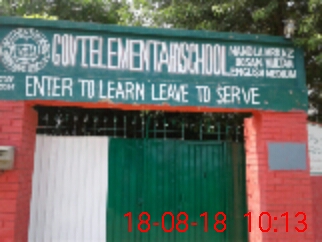 GOVT.ELEMENTARY SCHOOL
ENGLISH MEDIUM
ENTER TO LEARN LEAVE TO SERVE
18-08-18 10:13